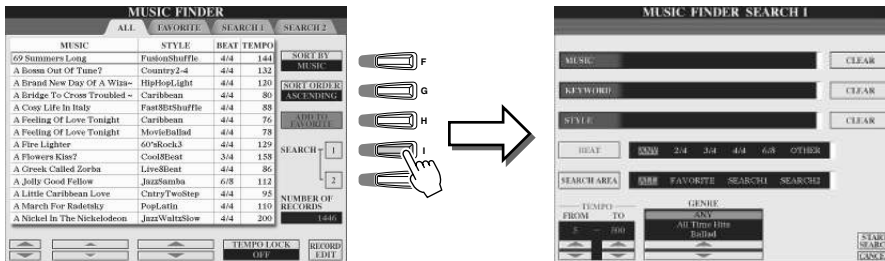 MUSIC FINDER
ALL FAVORITE SEARCH 1 SEARCH 2
MUSIC STYLE BEAT TEMPO
69 Summers Long FusionShuffle 4/4 144
A Bossn Out Of Tune? Country2-4 4/4 132
A Brand New Day Of A Wiza~ HipHopLight 4/4 120
A Bridge To Cross Troubled ~ Caribbean 4/4 80
A Cosy Life In Italy Fast8BtShuffle 4/4 88
A Feeling Of Love Tonight Caribbean 4/4 76
A Feeling Of Love Tonight MovieBallad 4/4 78
A Fire Lighter 60'sRock3 4/4 129
A Flowers Kiss? Cool8Beat 3/4 158
A Greek Called Zorba Live8Beat 4/4 86
A Jolly Good Fellow JazzSamba 6/8 112
A Little Caribbean Love CntryTwoStep 4/4 95
A March For Radetsky PopLatin 4/4 110
A Nickel In The Nickelodeon JazzWaltzSlow 4/4 200
SORT BY
MUSIC
SORT ORDER
ASCENDING
ADD TO
FAVORITE
SEARCH 1
2
NUMBER OF
RECORDS
1446
TEMPO LOCK
OFF
RECORD
EDIT
F
G
H
I
MUSIC FINDER SEARCH 1
MUSIC CLEAR
KEYWORD CLEAR
STYLE CLEAR
BEAT ANY 2/4 3/4 4/4 6/8 OTHER
SEARCH AREA ALL FAVORITE SEARCH1 SEARCH2
TEMPO
FROM TO
5 – 500
GENRE
ANY
All Time Hits
Ballad
START
SEARCH
CANCEL